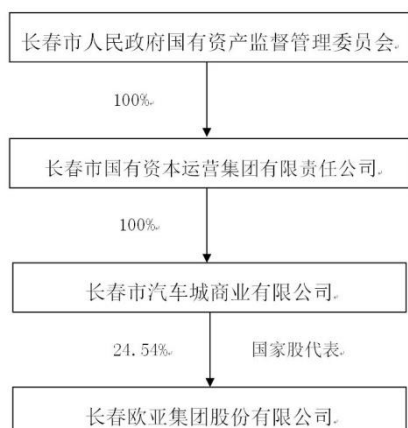 长春市人民政府国有资产监督管理委员会
100%
长春市国有资本运营集团有限责任公司
100%
长春市汽车城商业有限公司
24.54% 国家股代表
长春欧亚集团股份有限公司